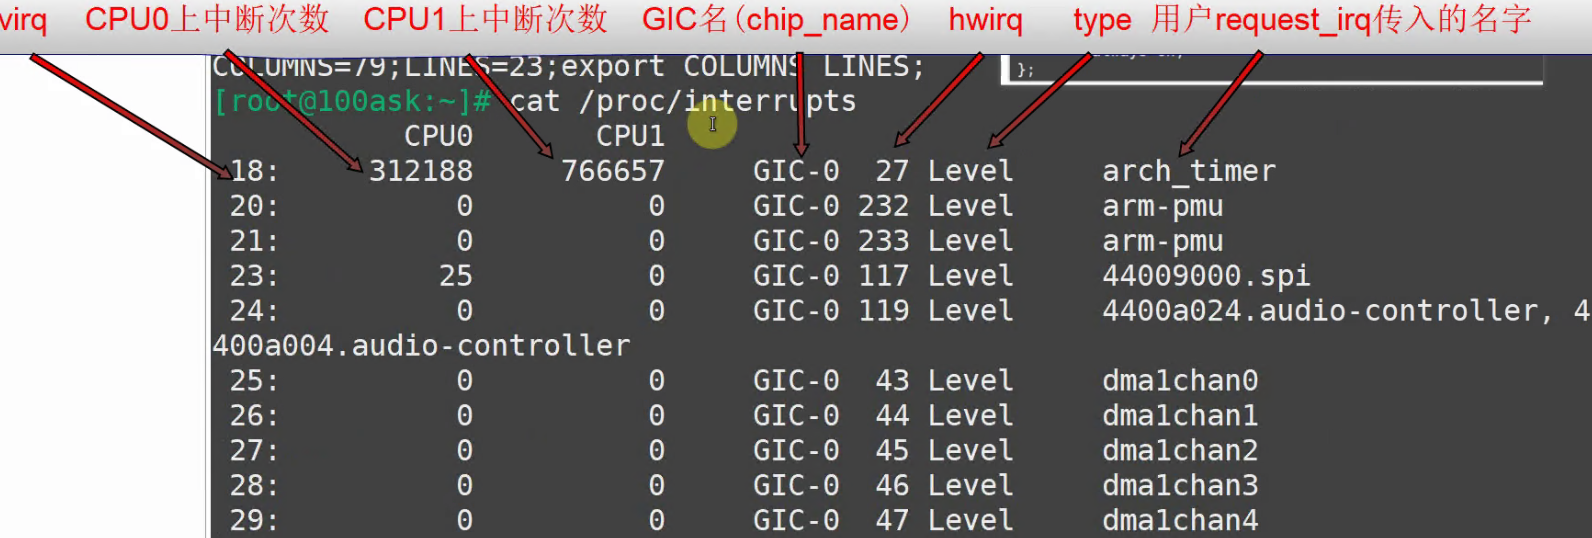 virq CPU0上中断次数 CPU1上中断次数 GIC名(chip_name) hwirq type 用户request_irq传入的名字
COLUMNS=79;LINES=23;export COLUMNS LINES;
};
[root@100ask:~]# cat /proc/interrupts
CPU0 CPU1
18: 312188 766657 GIC-0 27 Level arch_timer
20: 0 0 GIC-0 232 Level arm-pmu
21: 0 0 GIC-0 233 Level arm-pmu
23: 25 0 GIC-0 117 Level 44009000.spi
24: 0 0 GIC-0 119 Level 4400a024.audio-controller, 4
400a004.audio-controller
25: 0 0 GIC-0 43 Level dma1chan0
26: 0 0 GIC-0 44 Level dma1chan1
27: 0 0 GIC-0 45 Level dma1chan2
28: 0 0 GIC-0 46 Level dma1chan3
29: 0 0 GIC-0 47 Level dma1chan4